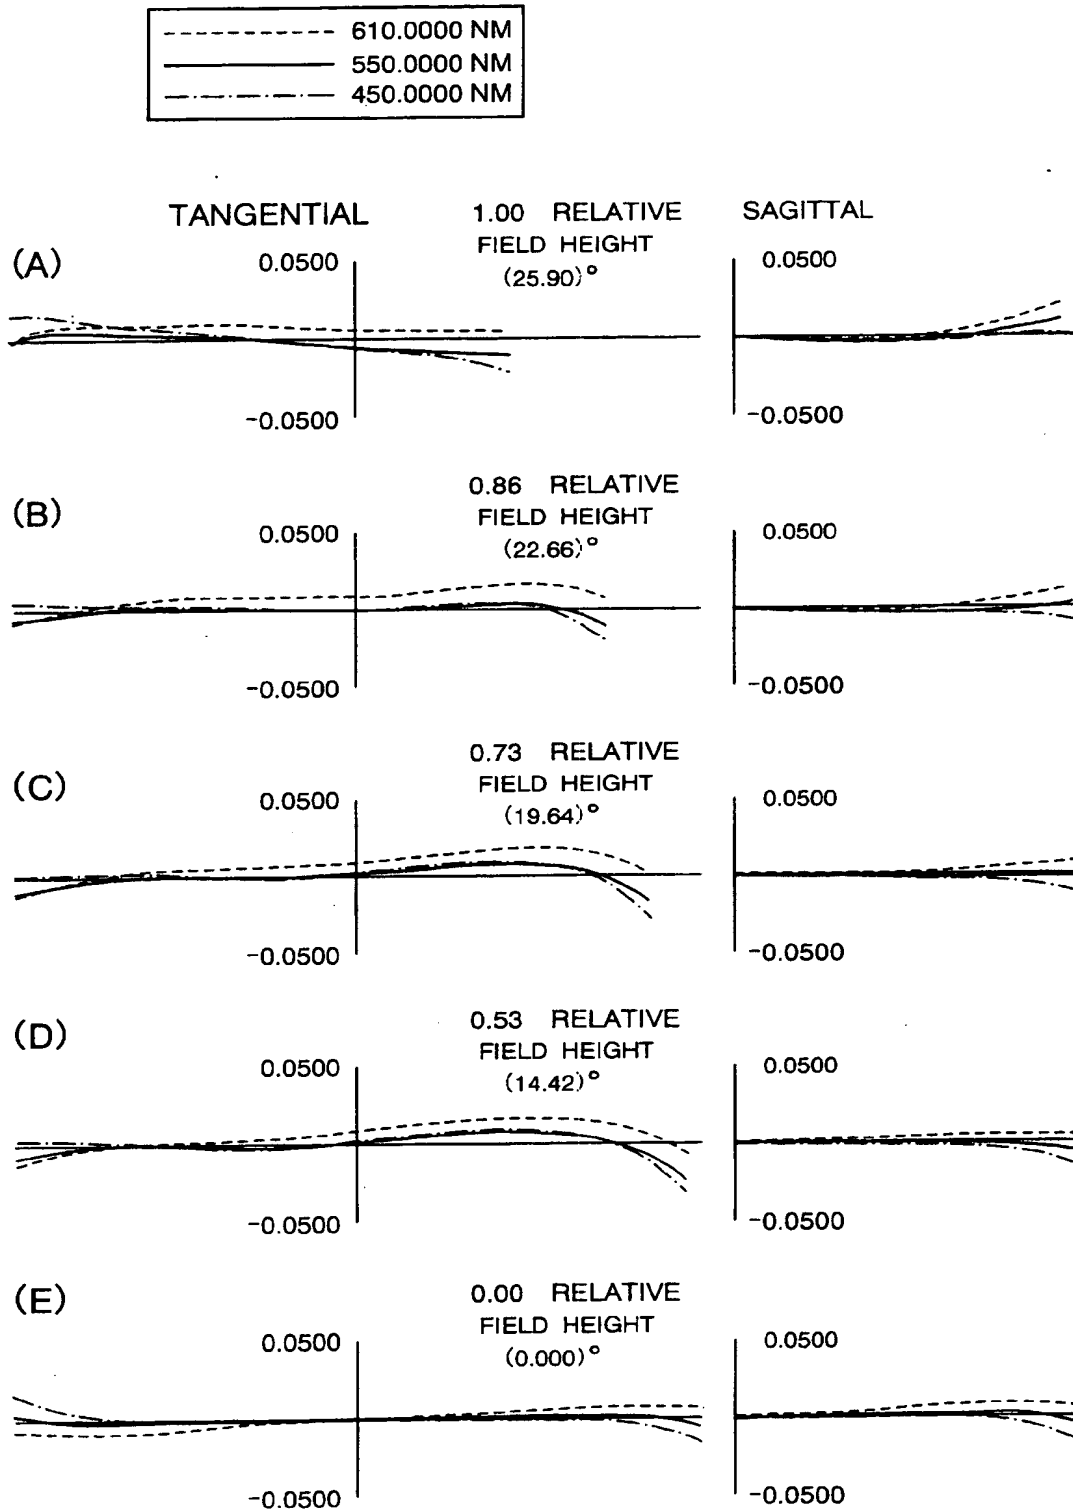 610.0000 NM
550.0000 NM
450.0000 NM
TANGENTIAL
1.00 RELATIVE
FIELD HEIGHT
(25.90)°
SAGITTAL
(A)
0.0500
-0.0500
0.0500
-0.0500
(B)
0.86 RELATIVE
FIELD HEIGHT
(22.66)°
0.0500
-0.0500
0.0500
-0.0500
(C)
0.73 RELATIVE
FIELD HEIGHT
(19.64)°
0.0500
-0.0500
0.0500
-0.0500
(D)
0.53 RELATIVE
FIELD HEIGHT
(14.42)°
0.0500
-0.0500
0.0500
-0.0500
(E)
0.00 RELATIVE
FIELD HEIGHT
(0.000)°
0.0500
-0.0500
0.0500
-0.0500